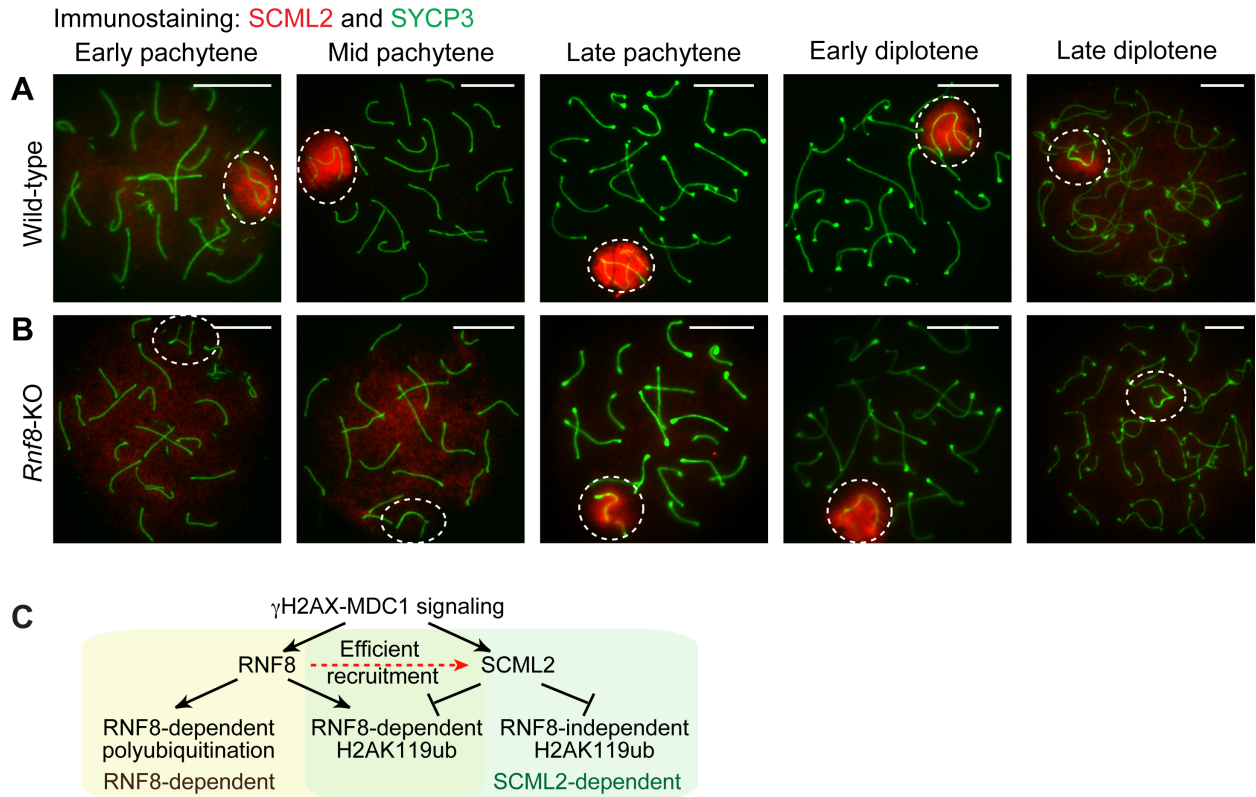 Immunostaining: SCML2 and SYCP3
Early pachytene Mid pachytene Late pachytene Early diplotene Late diplotene
A
Wild-type
B
Rnf8-KO
C
γH2AX-MDC1 signaling
Efficient
RNF8 SCML2
recruitment
RNF8-dependent RNF8-dependent RNF8-independent
polyubiquitination H2AK119ub H2AK119ub
RNF8-dependent SCML2-dependent